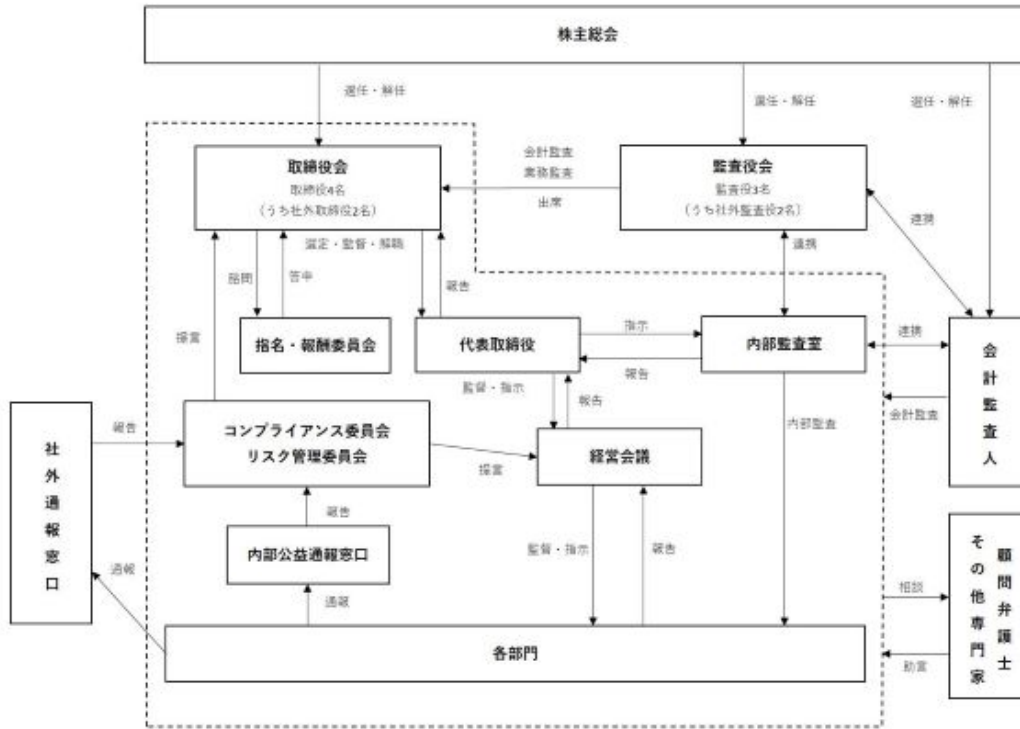 株主総会
選任・解任
選任・解任
選任・解任
取締役会
取締役4名
（うち社外取締役2名）
会計監査
業務監査
出席
監査役会
監査役3名
（うち社外監査役2名）
連携
選定・監督・解職
連携
諮問
答申
報告
提言
指名・報酬委員会
代表取締役
指示
報告
内部監査室
連携
会計監査人
監督・指示
報告
会計監査
内部監査
社外通報窓口
報告
コンプライアンス委員会
リスク管理委員会
提言
経営会議
報告
内部公益通報窓口
監督・指示
報告
通報
通報
相談
助言
顧問弁護士
その他専門家
各部門